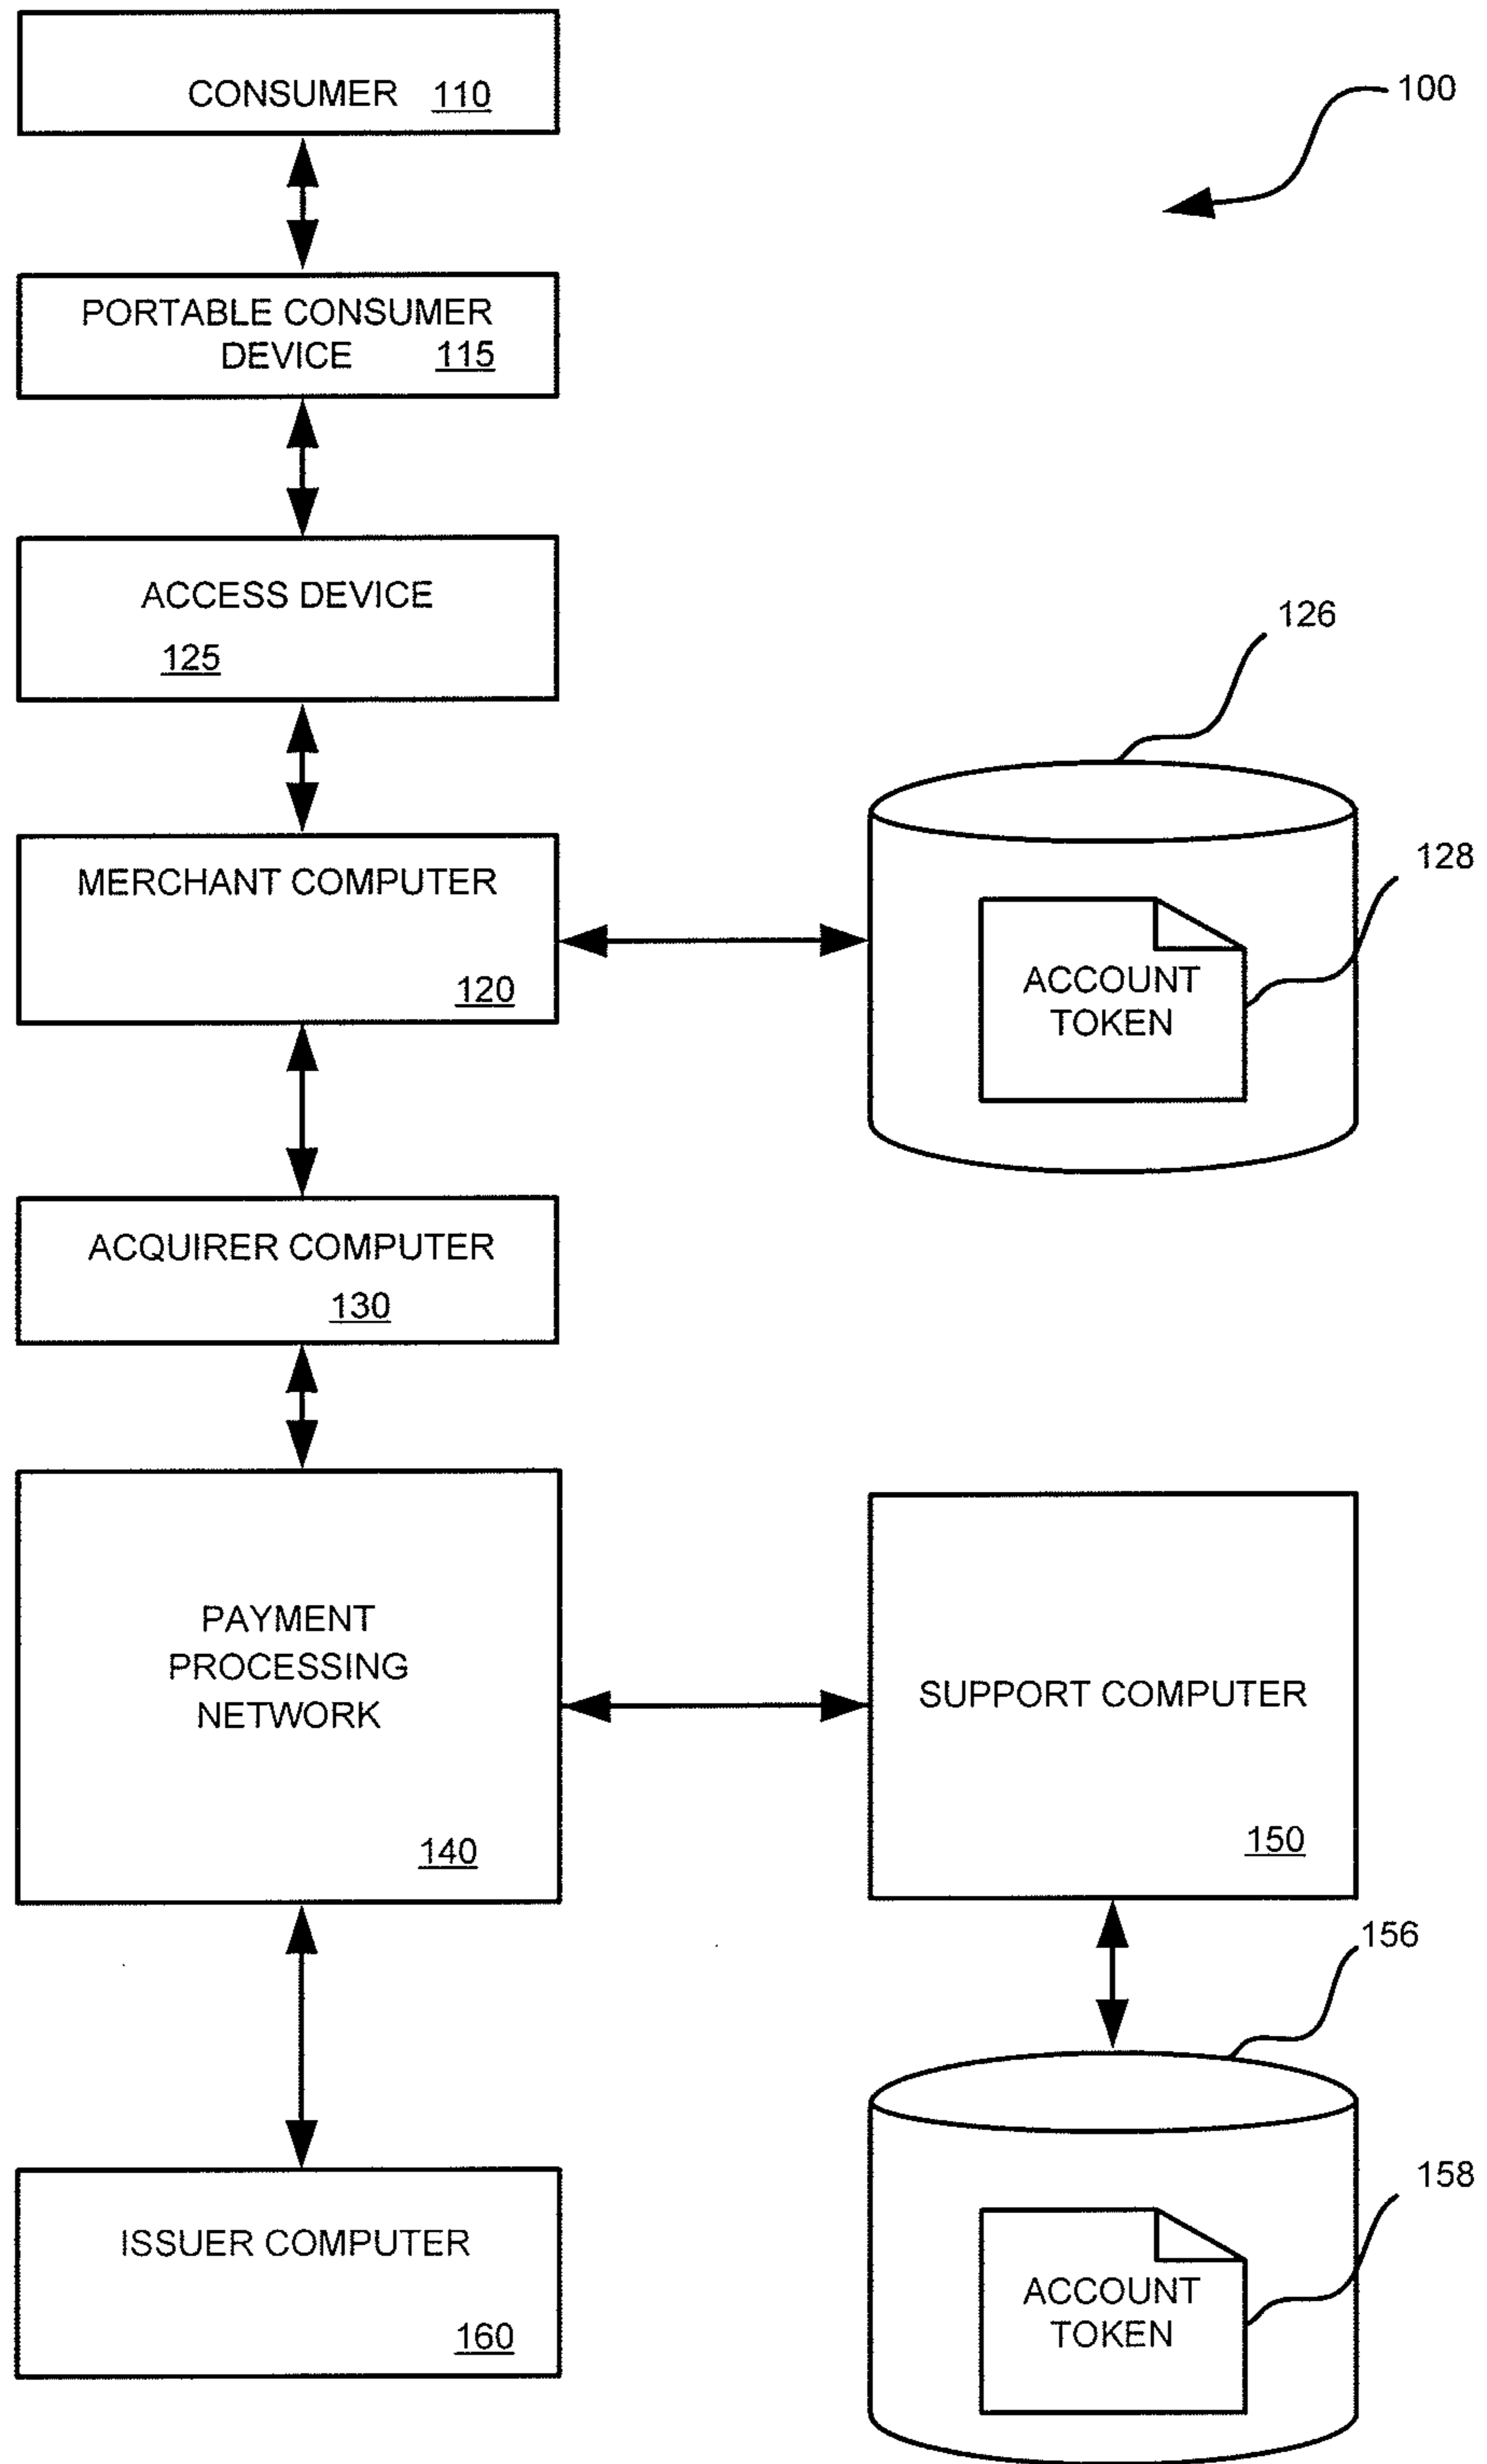 CONSUMER 110
100
PORTABLE CONSUMER
DEVICE 115
ACCESS DEVICE
125
126
MERCHANT COMPUTER
120
128
ACCOUNT
TOKEN
ACQUIRER COMPUTER
130
PAYMENT
PROCESSING
NETWORK
140
SUPPORT COMPUTER
150
156
158
ISSUER COMPUTER
160
ACCOUNT
TOKEN